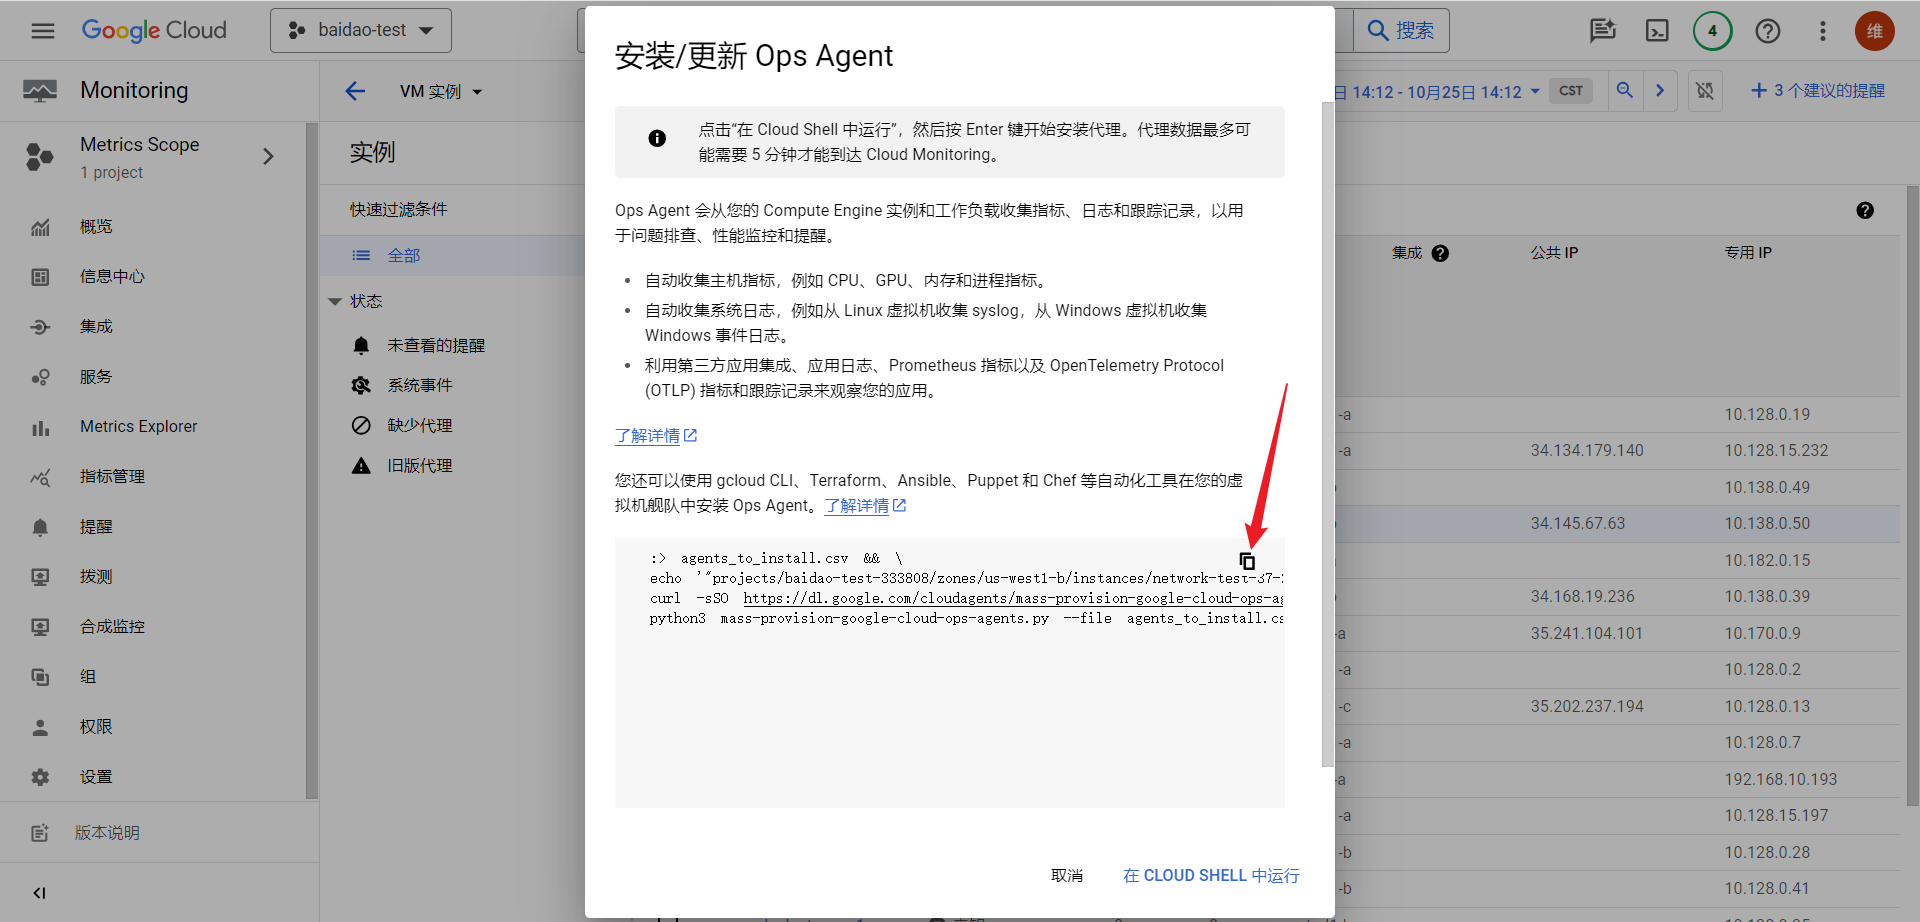 Google Cloud
baidao-test
搜索
4
维
Monitoring
VM 实例
日 14:12 - 10月25日 14:12
CST
3 个建议的提醒
Metrics Scope
1 project
概览
信息中心
集成
服务
Metrics Explorer
指标管理
提醒
拨测
合成监控
组
权限
设置
版本说明
实例
快速过滤条件
全部
状态
未查看的提醒
系统事件
缺少代理
旧版代理
安装/更新 Ops Agent
点击“在 Cloud Shell 中运行”，然后按 Enter 键开始安装代理。代理数据最多可
能需要 5 分钟才能到达 Cloud Monitoring。
Ops Agent 会从您的 Compute Engine 实例和工作负载收集指标、日志和跟踪记录，以用
于问题排查、性能监控和提醒。
• 自动收集主机指标，例如 CPU、GPU、内存和进程指标。
• 自动收集系统日志，例如从 Linux 虚拟机收集 syslog，从 Windows 虚拟机收集
Windows 事件日志。
• 利用第三方应用集成、应用日志、Prometheus 指标以及 OpenTelemetry Protocol
(OTLP) 指标和跟踪记录来观察您的应用。
了解详情
您还可以使用 gcloud CLI、Terraform、Ansible、Puppet 和 Chef 等自动化工具在您的虚
拟机舰队中安装 Ops Agent。了解详情
:> agents_to_install.csv && \
echo '"projects/baidao-test-333808/zones/us-west1-b/instances/network-test-37-
curl -sSO https://dl.google.com/cloudagents/mass-provision-google-cloud-ops-ag
python3 mass-provision-google-cloud-ops-agents.py --file agents_to_install.cs
取消
在 CLOUD SHELL 中运行
集成
公共 IP
专用 IP
-a 10.128.0.19
-a 34.134.179.140 10.128.15.232
10.138.0.49
34.145.67.63 10.138.0.50
10.182.0.15
34.168.19.236 10.138.0.39
-a 35.241.104.101 10.170.0.9
-a 10.128.0.2
-c 35.202.237.194 10.128.0.13
-a 10.128.0.7
-a 192.168.10.193
-a 10.128.15.197
-b 10.128.0.28
-b 10.128.0.41